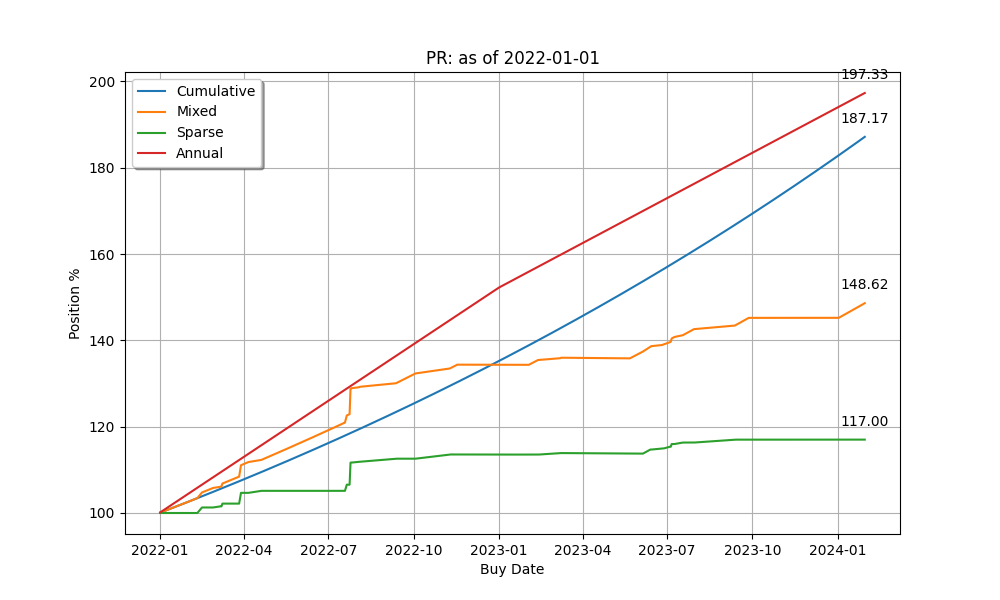 PR: as of 2022-01-01
197.33
187.17
148.62
117.00
Cumulative
Mixed
Sparse
Annual
200
180
160
140
120
100
Position %
2022-01
2022-04
2022-07
2022-10
2023-01
2023-04
2023-07
2023-10
2024-01
Buy Date